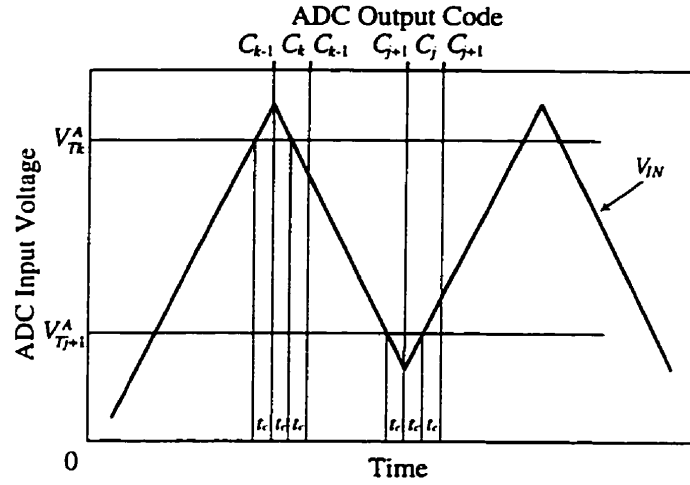 ADC Output Code
C_{k-1} C_k C_{k-1} C_{j+1} C_j C_{j+1}
V^A_{Tk}
V_{IN}
ADC Input Voltage
V^A_{Tj+1}
t_c t_c t_c t_c t_c t_c
0
Time